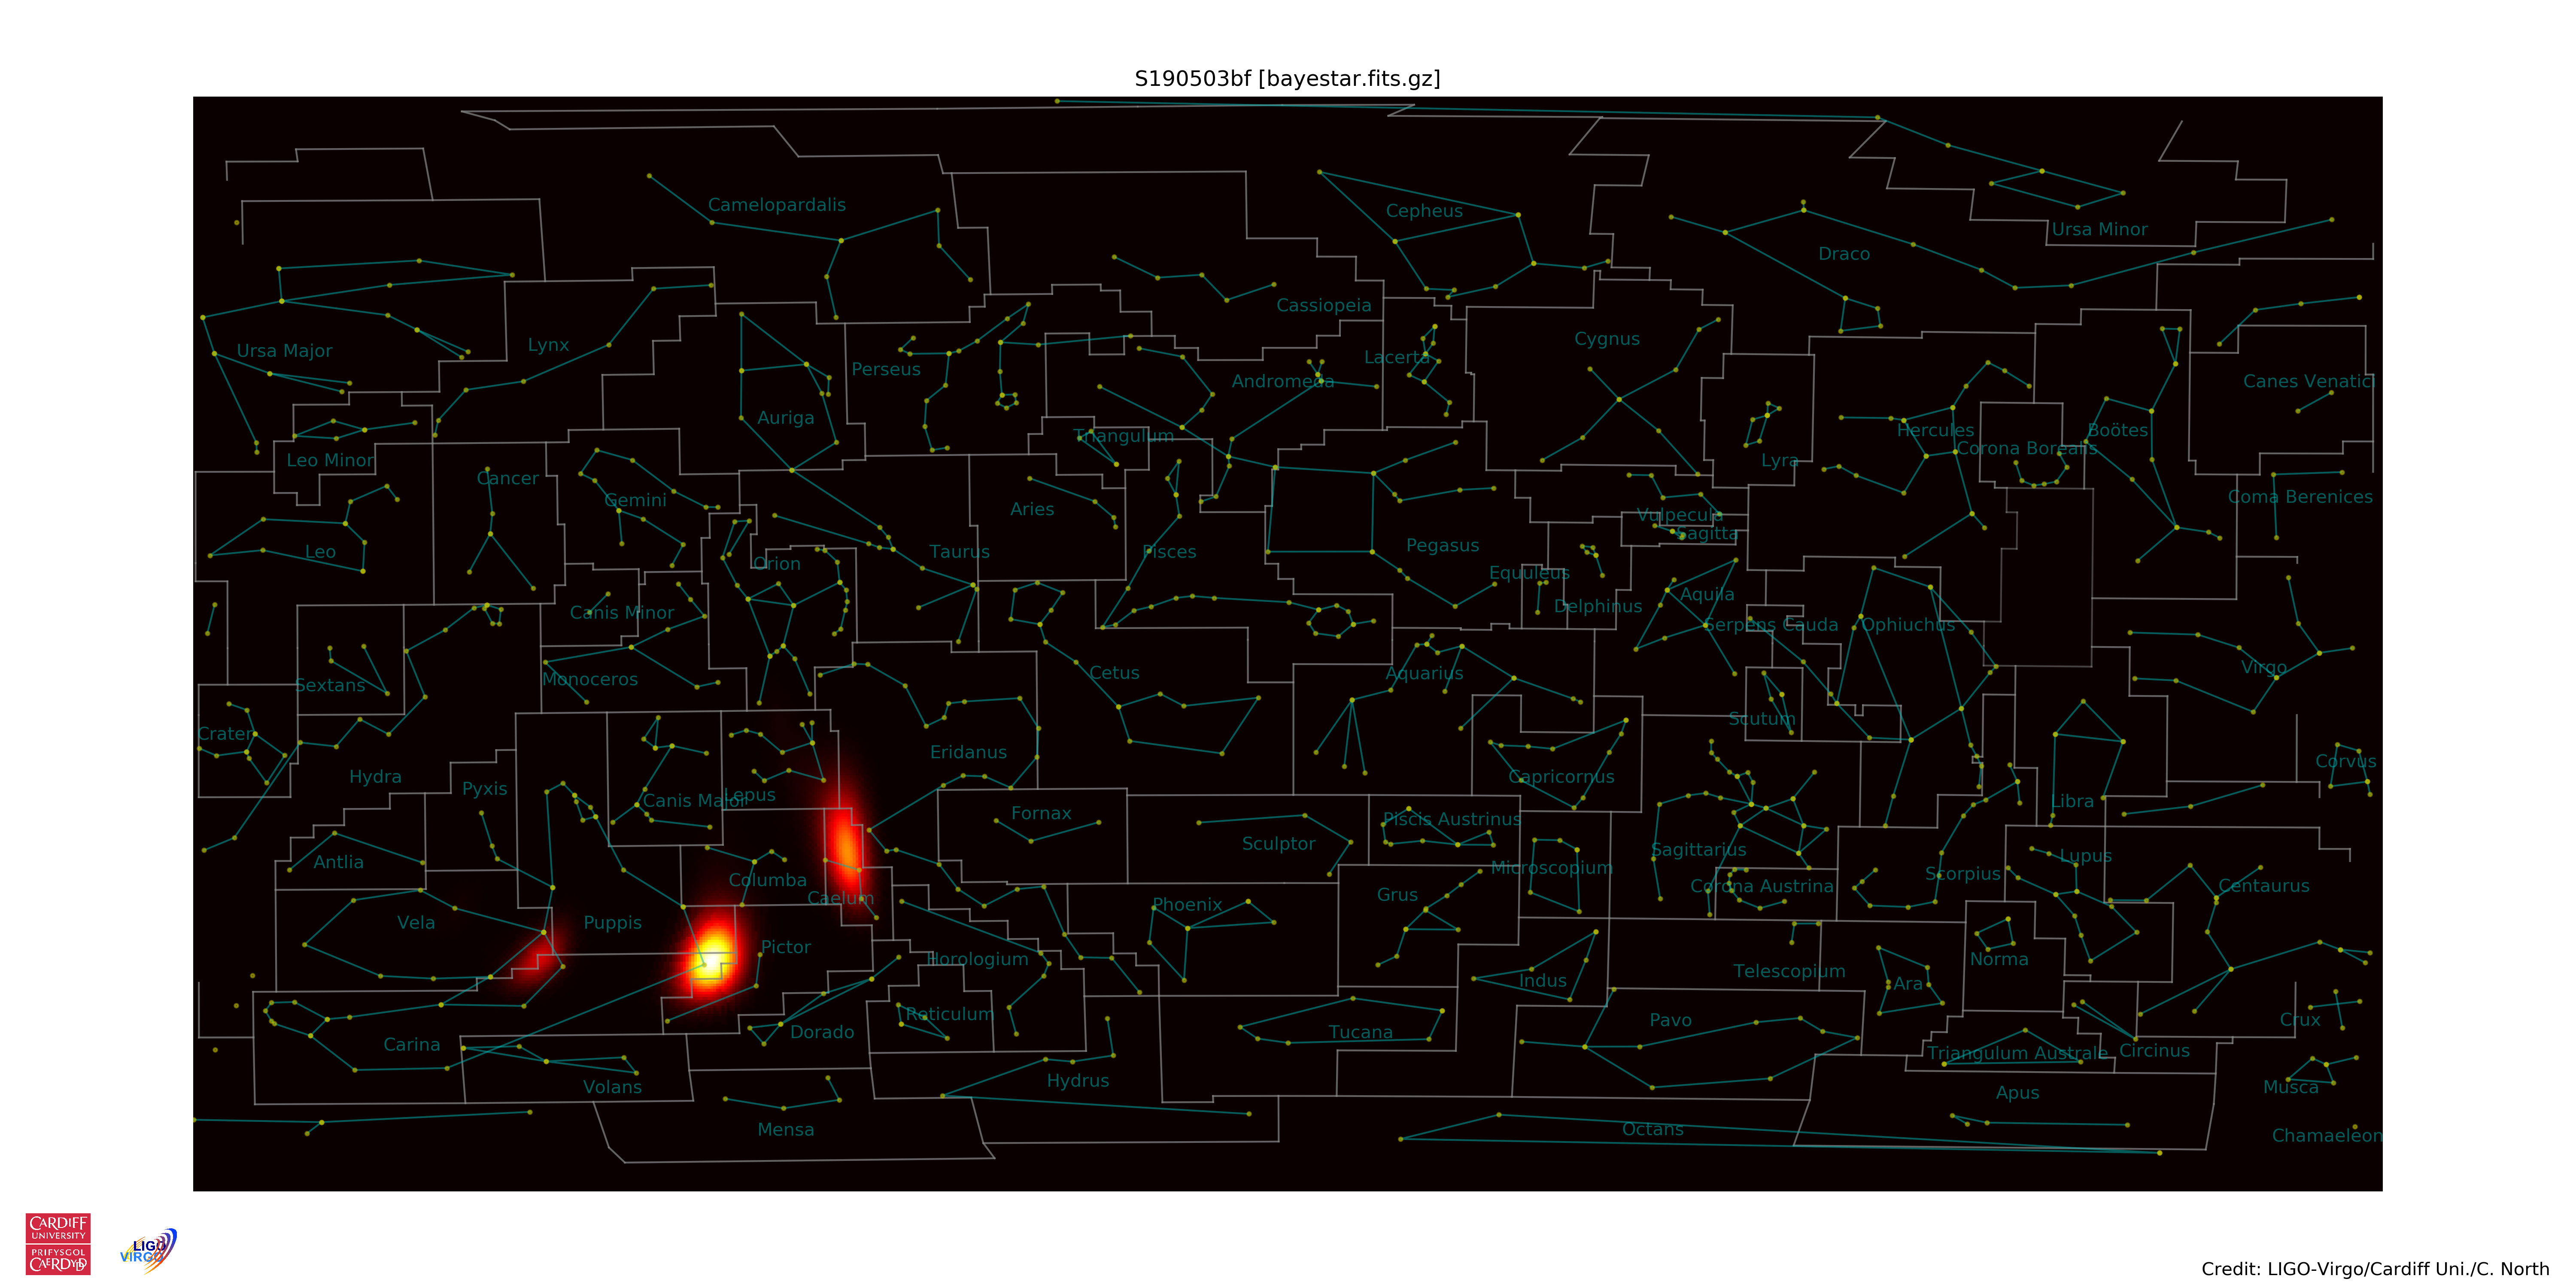 S190503bf [bayestar.fits.gz]
Camelopardalis
Cepheus
Ursa Minor
Draco
Cassiopeia
Cygnus
Ursa Major
Lynx
Lacerta
Perseus
Andromeda
Canes Venatici
Auriga
Triangulum
Hercules
Boötes
Corona Borealis
Leo Minor
Lyra
Cancer
Gemini
Coma Berenices
Aries
Vulpecula
Sagitta
Leo
Orion
Taurus
Pisces
Pegasus
Equuleus
Canis Minor
Delphinus
Aquila
Serpens Cauda
Ophiuchus
Sextans
Monoceros
Cetus
Aquarius
Virgo
Crater
Scutum
Eridanus
Hydra
Capricornus
Corvus
Pyxis
Canis Major
Lepus
Libra
Fornax
Piscis Austrinus
Sculptor
Antlia
Sagittarius
Lupus
Microscopium
Columba
Scorpius
Caelum
Grus
Corona Austrina
Centaurus
Phoenix
Vela
Puppis
Pictor
Horologium
Norma
Telescopium
Indus
Ara
Reticulum
Dorado
Tucana
Pavo
Crux
Carina
Triangulum Australe
Circinus
Volans
Hydrus
Apus
Musca
Mensa
Octans
Chamaeleon
CARDIFF
UNIVERSITY
PRIFYSGOL
CAERDYDD
LIGO
VIRGO
Credit: LIGO-Virgo/Cardiff Uni./C. North